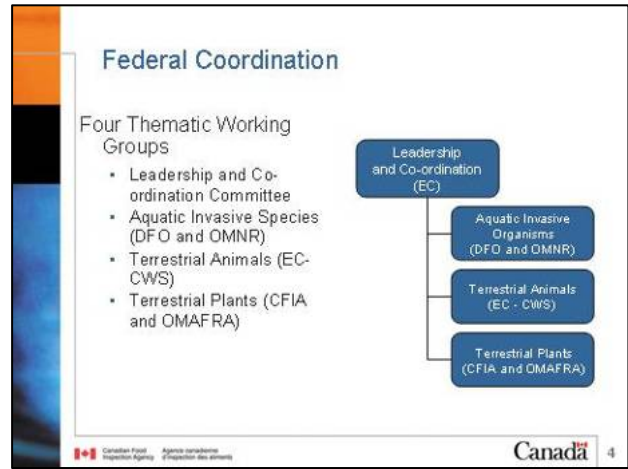 Federal Coordination
Four Thematic Working
Groups
▪ Leadership and Co-
ordination Committee
▪ Aquatic Invasive Species
(DFO and OMNR)
▪ Terrestrial Animals (EC-
CWS)
▪ Terrestrial Plants (CFIA
and OMAFRA)
Leadership
and Co-ordination
(EC)
Aquatic Invasive
Organisms
(DFO and OMNR)
Terrestrial Animals
(EC - CWS)
Terrestrial Plants
(CFIA and OMAFRA)
Canadian Food
Inspection Agency
Agence canadienne
d'inspection des aliments
Canada
4